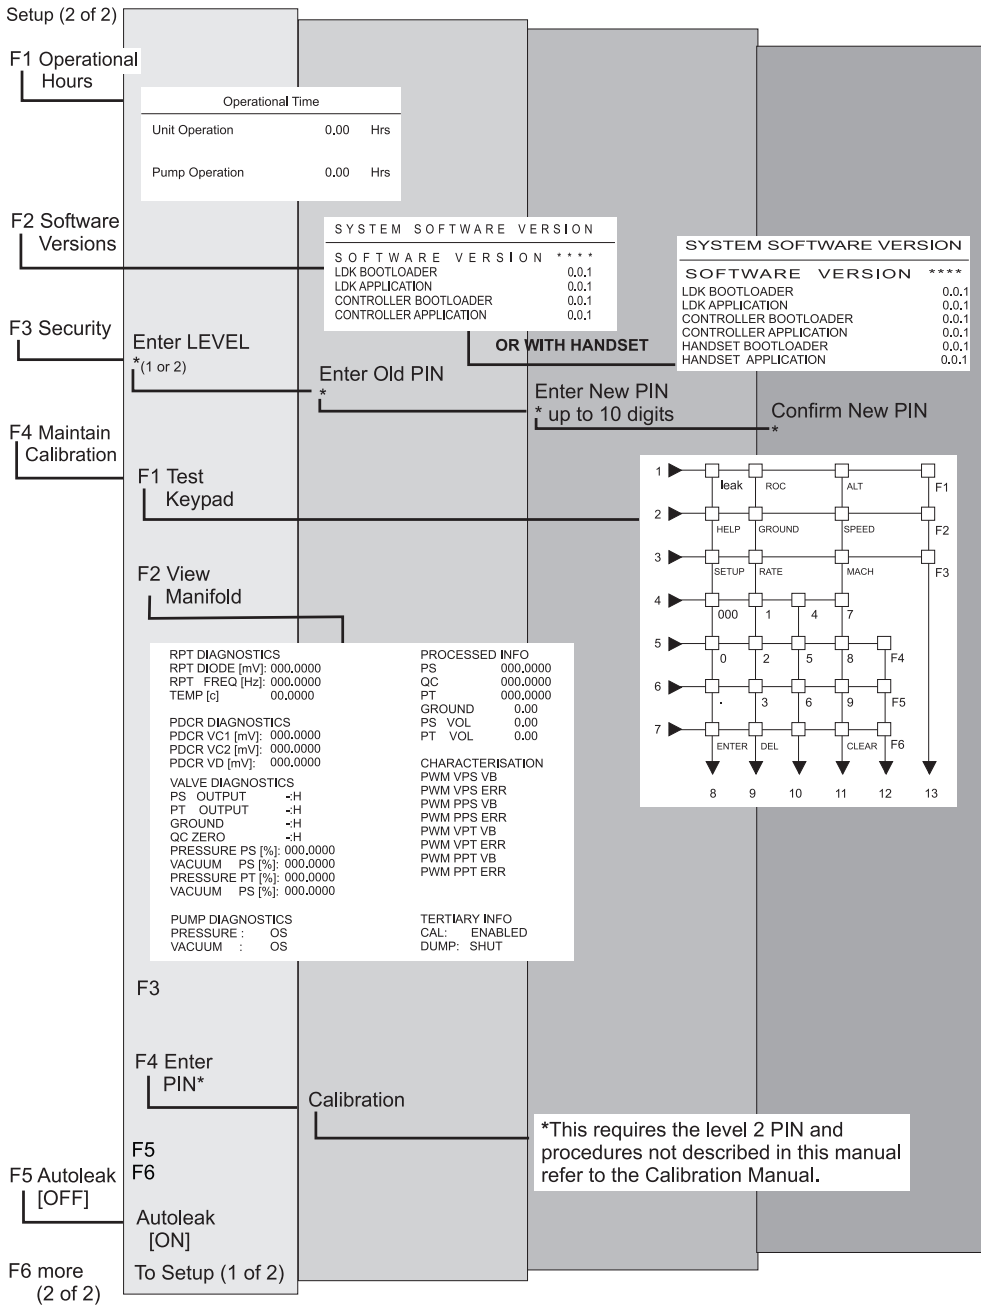 Setup (2 of 2)
F1 Operational
Hours
Operational Time
Unit Operation 0.00 Hrs
Pump Operation 0.00 Hrs
F2 Software
Versions
SYSTEM SOFTWARE VERSION
SOFTWARE VERSION ****
LDK BOOTLOADER 0.0.1
LDK APPLICATION 0.0.1
CONTROLLER BOOTLOADER 0.0.1
CONTROLLER APPLICATION 0.0.1
OR WITH HANDSET
SYSTEM SOFTWARE VERSION
SOFTWARE VERSION ****
LDK BOOTLOADER 0.0.1
LDK APPLICATION 0.0.1
CONTROLLER BOOTLOADER 0.0.1
CONTROLLER APPLICATION 0.0.1
HANDSET BOOTLOADER 0.0.1
HANDSET APPLICATION 0.0.1
F3 Security
Enter LEVEL
*(1 or 2)
Enter Old PIN
*
Enter New PIN
* up to 10 digits
Confirm New PIN
*
F4 Maintain
Calibration
F1 Test
Keypad
1
leak ROC ALT F1
2
HELP GROUND SPEED F2
3
SETUP RATE MACH F3
4
000 1 4 7
5
0 2 5 8 F4
6
. 3 6 9 F5
7
ENTER DEL CLEAR F6
8 9 10 11 12 13
F2 View
Manifold
RPT DIAGNOSTICS
RPT DIODE [mV]: 000.0000
RPT FREQ [Hz]: 000.0000
TEMP [c] 00.0000
PDCR DIAGNOSTICS
PDCR VC1 [mV]: 000.0000
PDCR VC2 [mV]: 000.0000
PDCR VD [mV]: 000.0000
VALVE DIAGNOSTICS
PS OUTPUT -:H
PT OUTPUT -:H
GROUND -:H
QC ZERO -:H
PRESSURE PS [%]: 000.0000
VACUUM PS [%]: 000.0000
PRESSURE PT [%]: 000.0000
VACUUM PS [%]: 000.0000
PUMP DIAGNOSTICS
PRESSURE : OS
VACUUM : OS
PROCESSED INFO
PS 000.0000
QC 000.0000
PT 000.0000
GROUND 0.00
PS VOL 0.00
PT VOL 0.00
CHARACTERISATION
PWM VPS VB
PWM VPS ERR
PWM PPS VB
PWM PPS ERR
PWM VPT VB
PWM VPT ERR
PWM PPT VB
PWM PPT ERR
TERTIARY INFO
CAL: ENABLED
DUMP: SHUT
F3
F4 Enter
PIN*
Calibration
*This requires the level 2 PIN and
procedures not described in this manual
refer to the Calibration Manual.
F5
F6
F5 Autoleak
[OFF]
Autoleak
[ON]
F6 more
(2 of 2)
To Setup (1 of 2)